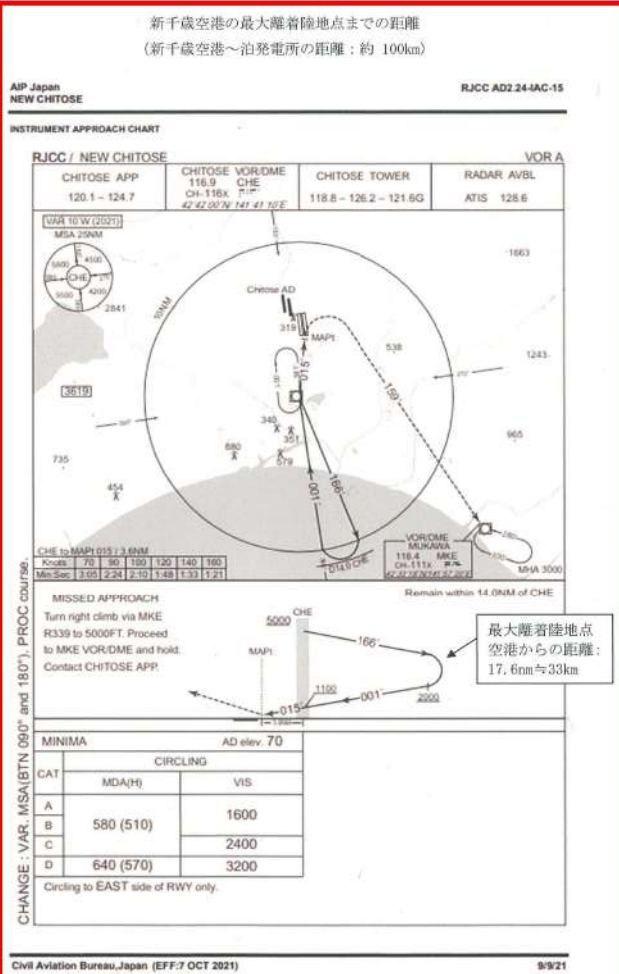 新千歳空港の最大離着陸地点までの距離
(新千歳空港～泊発電所の距離：約 100km)
AIP Japan
NEW CHITOSE
RJCC AD2.24-IAC-15
INSTRUMENT APPROACH CHART
RJCC / NEW CHITOSE
VOR A
CHITOSE APP
120.1 – 124.7
CHITOSE VOR/DME
116.9 CHE
CH-116X
42 42 00"N/ 141 41 10"E
CHITOSE TOWER
118.8 – 126.2 – 121.6G
RADAR AVBL
ATIS 128.6
VAR 10°W (2021)
MSA 25NM
4500
CHE
5500
4200
2841
10NM
Chitose AD
319
MAPt
015°
1663
538
1243
159°
965
3619
340
351
680
579
735
454
001°
166°
D14.0 CHE
VOR/DME
MUKAWA
116.4 MKE
CH-111X
MHA 3000
CHE to MAPt 015°/ 3.6NM
Knots 70 90 100 120 140 160
Min:Sec 3:05 2:24 2:10 1:48 1:33 1:21
MISSED APPROACH
Turn right climb via MKE
R339 to 5000FT. Proceed
to MKE VOR/DME and hold.
Contact CHITOSE APP.
Remain within 14.0NM of CHE
CHE
5000
MAPt
166°
1100
001°
2000
015°
最大離着陸地点
空港からの距離：
17.6nm≒33km
MINIMA
AD elev. 70
CAT
CIRCLING
MDA(H)
VIS
A
B
C
D
580 (510)
1600
2400
640 (570)
3200
Circling to EAST side of RWY only.
CHANGE : VAR. MSA(BTN 090° and 180°), PROC course.
Civil Aviation Bureau,Japan (EFF:7 OCT 2021)
9/9/21